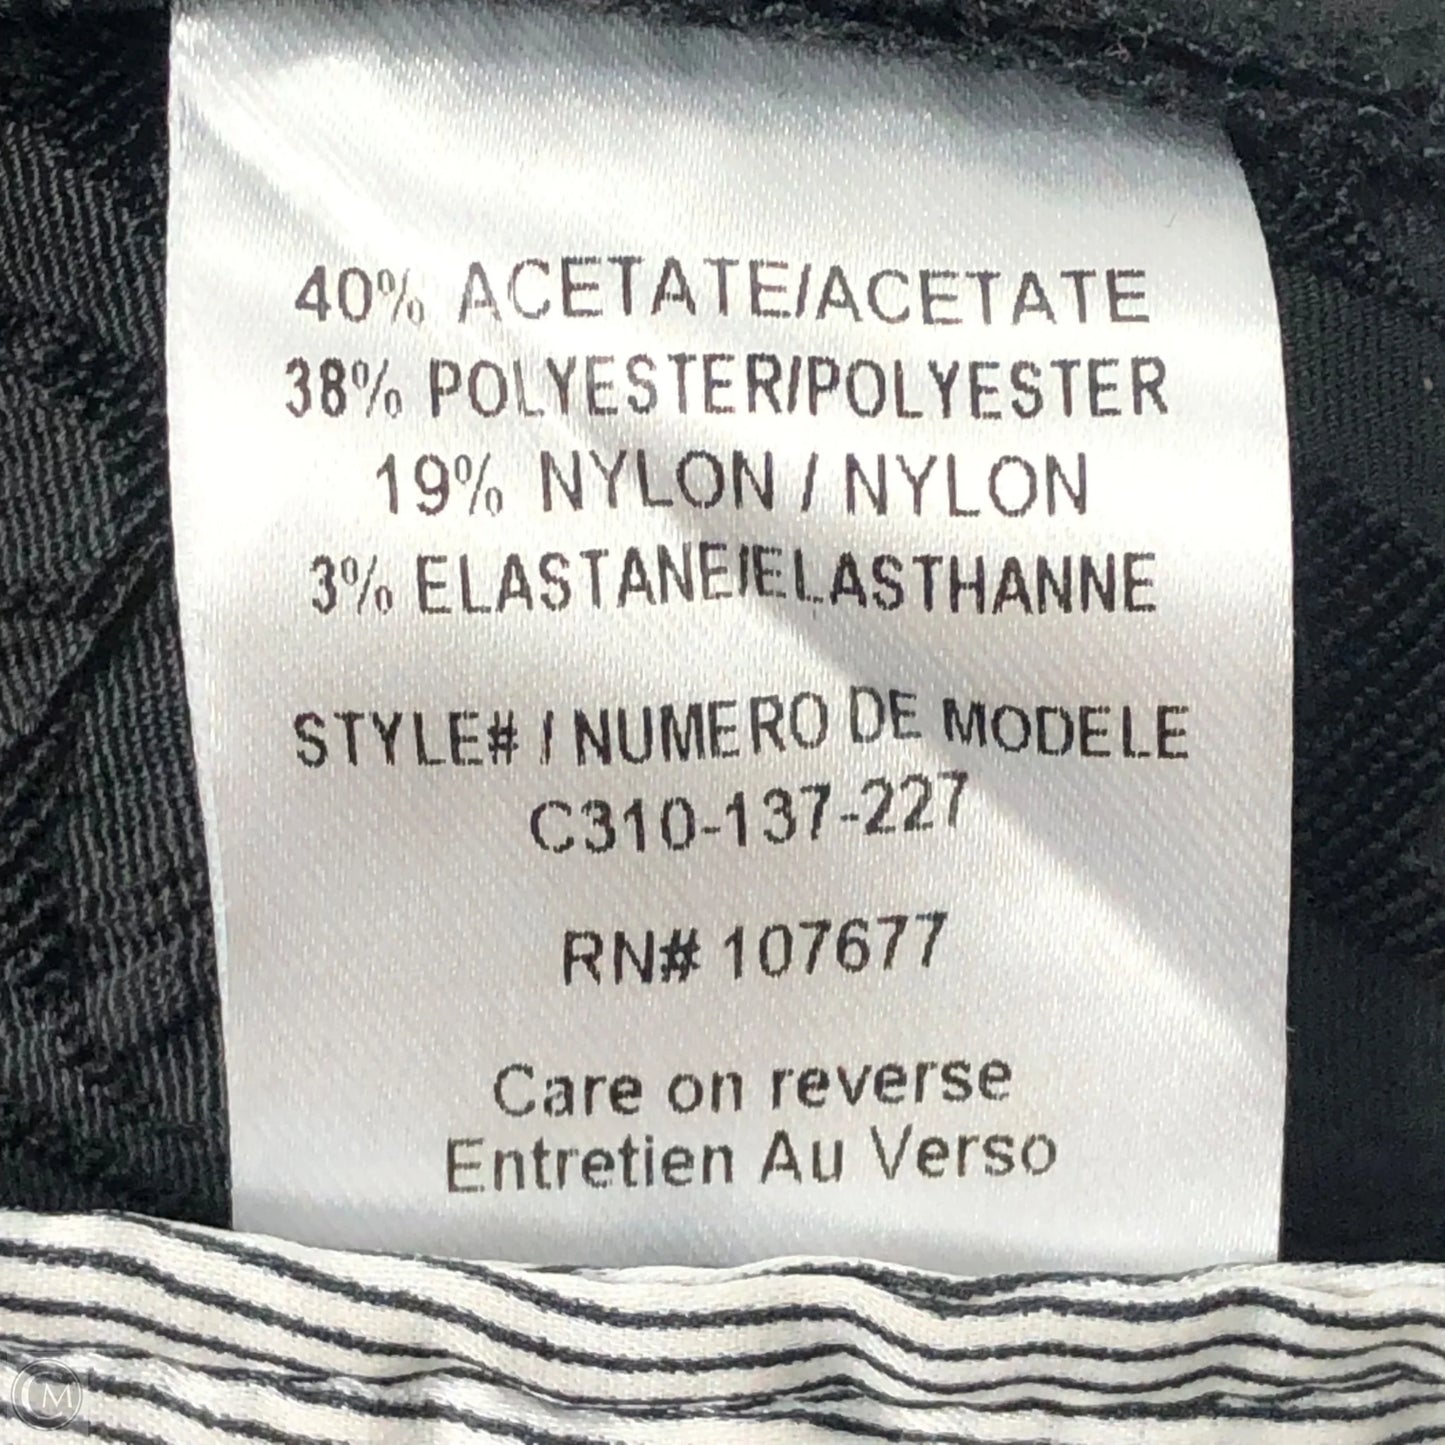 40% ACETATE/ACETATE
38% POLYESTER/POLYESTER
19% NYLON / NYLON
3% ELASTANE/ELASTHANNE
STYLE# / NUMERO DE MODELE
C310-137-227
RN# 107677
Care on reverse
Entretien Au Verso
CM